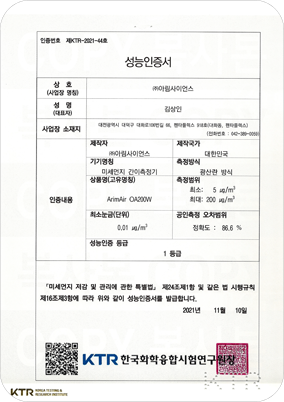 인증번호 제KTR-2021-44호
성능인증서
상 호
(사업장 명칭)
㈜아림사이언스
성 명
(대표자)
김상인
사업장 소재지
대전광역시 대덕구 대화로106번길 66, 펜타플렉스 918호(대화동, 펜타플렉스)
(전화번호 : 042-389-0059)
인증내용
제작자
㈜아림사이언스
제작국가
대한민국
기기명칭
미세먼지 간이측정기
측정방식
광산란 방식
상품명(고유명칭)
ArimAir OA200W
측정범위
최소: 5 μg/m³
최대: 200 μg/m³
최소눈금(단위)
0.01 μg/m³
공인측정 오차범위
정확도 : 86.6 %
성능인증 등급
1 등급
「미세먼지 저감 및 관리에 관한 특별법」 제24조제1항 및 같은 법 시행규칙
제16조제3항에 따라 위와 같이 성능인증서를 발급합니다.
2021년 11월 10일
KTR 한국화학융합시험연구원장
KTR
KTR KOREA TESTING &
RESEARCH INSTITUTE